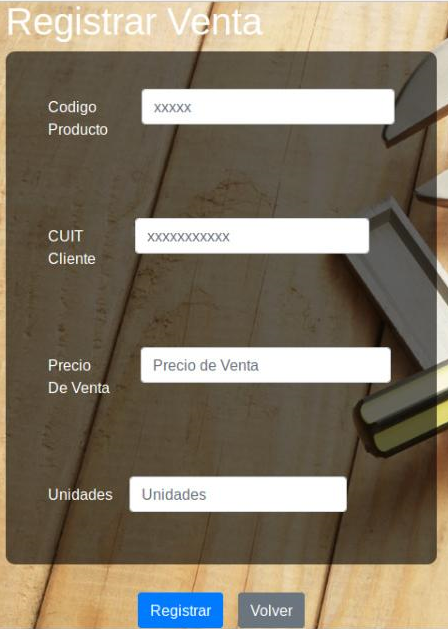 Registrar Venta
Codigo
Producto
xxxxx
CUIT
Cliente
xxxxxxxxxxx
Precio
De Venta
Precio de Venta
Unidades
Unidades
Registrar
Volver